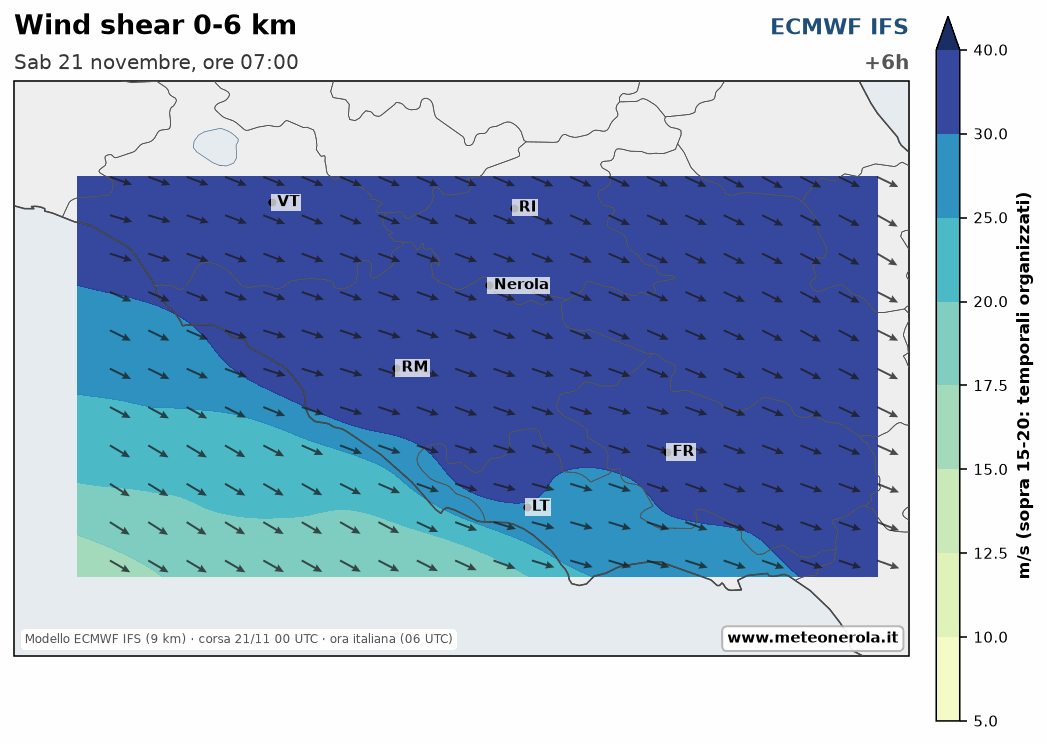 Wind shear 0-6 km
ECMWF IFS
Sab 21 novembre, ore 07:00
+6h
VT
RI
Nerola
RM
FR
LT
40.0
30.0
25.0
20.0
17.5
15.0
12.5
10.0
5.0
m/s (sopra 15-20: temporali organizzati)
Modello ECMWF IFS (9 km) · corsa 21/11 00 UTC · ora italiana (06 UTC)
www.meteonerola.it